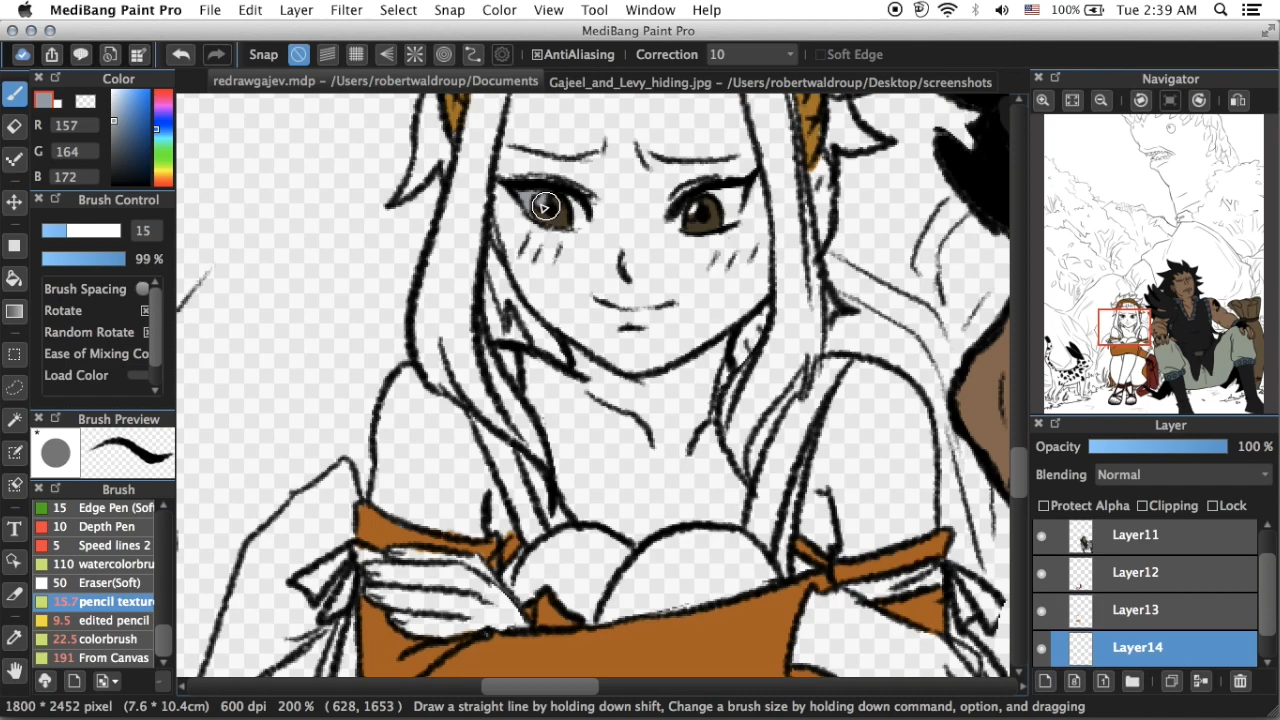 MediBang Paint Pro File Edit Layer Filter Select Snap Color View Tool Window Help 100% Tue 2:39 AM
MediBang Paint Pro
Snap AntiAliasing Correction 10 Soft Edge
Color
redrawgajev.mdp – /Users/robertwaldroup/Documents Gajeel_and_Levy_hiding.jpg – /Users/robertwaldroup/Desktop/screenshots
Navigator
R 157
G 164
B 172
Brush Control
15
99 %
Brush Spacing
Rotate
Random Rotate
Ease of Mixing Co
Load Color
Brush Preview
*
Brush
15 Edge Pen (Sof
10 Depth Pen
5 Speed lines 2
110 watercolorbru
50 Eraser(Soft)
15.7 pencil textur
9.5 edited pencil
22.5 colorbrush
191 From Canvas
T
Layer
Opacity 100 %
Blending Normal
Protect Alpha Clipping Lock
Layer11
Layer12
Layer13
Layer14
1800 * 2452 pixel (7.6 * 10.4cm) 600 dpi 200 % ( 628, 1653 ) Draw a straight line by holding down shift, Change a brush size by holding down command, option, and dragging